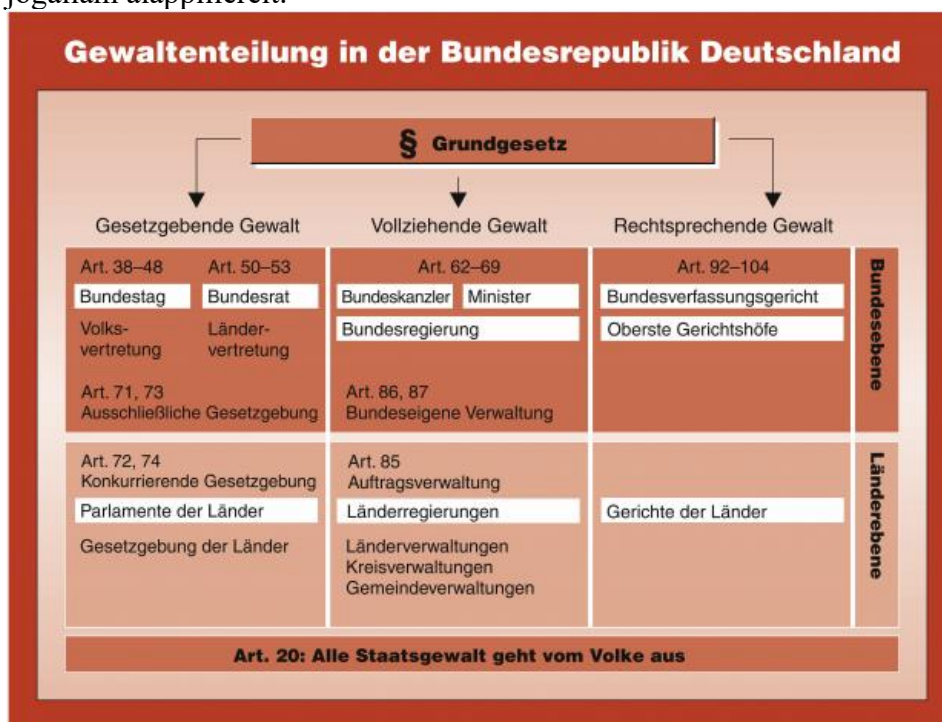 jogállam alappilléreit.
Gewaltenteilung in der Bundesrepublik Deutschland
§ Grundgesetz
Gesetzgebende Gewalt
Vollziehende Gewalt
Rechtsprechende Gewalt
Art. 38–48
Art. 50–53
Bundestag
Bundesrat
Volks-
vertretung
Länder-
vertretung
Art. 71, 73
Ausschließliche Gesetzgebung
Art. 62–69
Bundeskanzler
Minister
Bundesregierung
Art. 86, 87
Bundeseigene Verwaltung
Art. 92–104
Bundesverfassungsgericht
Oberste Gerichtshöfe
Bundesebene
Art. 72, 74
Konkurrierende Gesetzgebung
Parlamente der Länder
Gesetzgebung der Länder
Art. 85
Auftragsverwaltung
Länderregierungen
Länderverwaltungen
Kreisverwaltungen
Gemeindeverwaltungen
Gerichte der Länder
Länderebene
Art. 20: Alle Staatsgewalt geht vom Volke aus